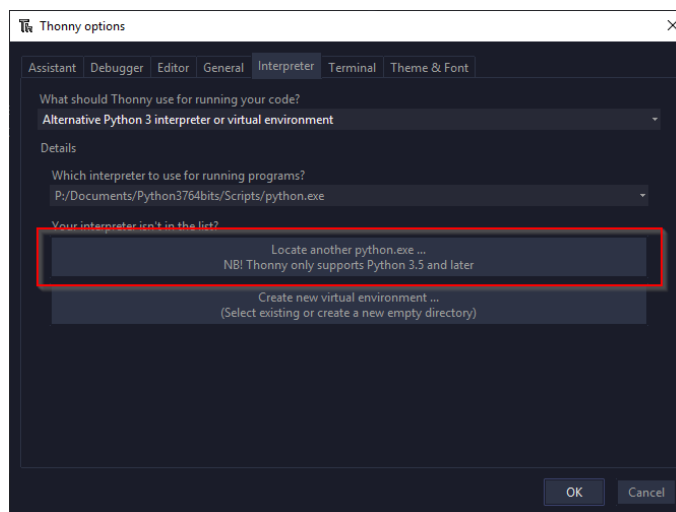 Thonny options
Assistant Debugger Editor General Interpreter Terminal Theme & Font
What should Thonny use for running your code?
Alternative Python 3 interpreter or virtual environment
Details
Which interpreter to use for running programs?
P:/Documents/Python3764bits/Scripts/python.exe
Your interpreter isn't in the list?
Locate another python.exe ...
NB! Thonny only supports Python 3.5 and later
Create new virtual environment ...
(Select existing or create a new empty directory)
OK Cancel